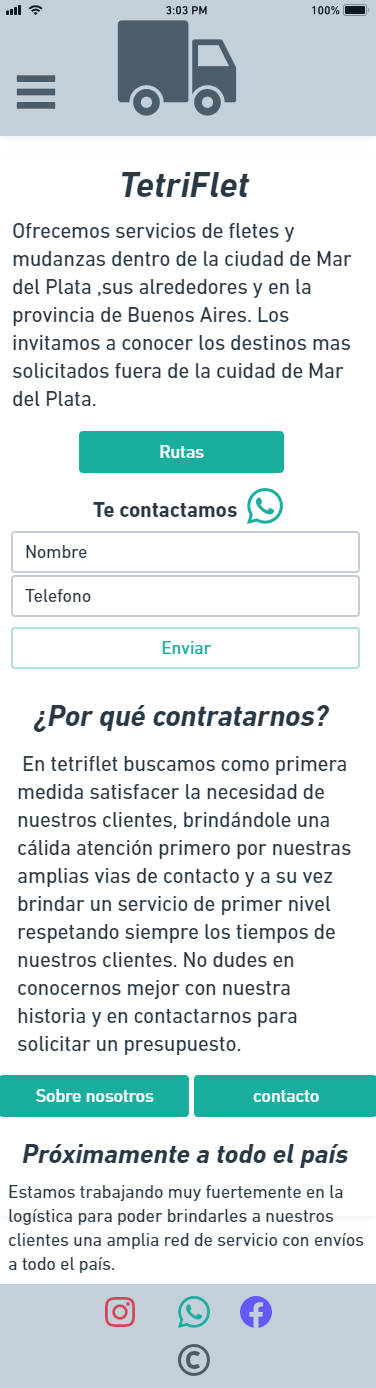 3:03 PM
100%
TetriFlet
Ofrecemos servicios de fletes y
mudanzas dentro de la ciudad de Mar
del Plata ,sus alrededores y en la
provincia de Buenos Aires. Los
invitamos a conocer los destinos mas
solicitados fuera de la cuidad de Mar
del Plata.
Rutas
Te contactamos
Nombre
Telefono
Enviar
¿Por qué contratarnos?
En tetriflet buscamos como primera
medida satisfacer la necesidad de
nuestros clientes, brindándole una
cálida atención primero por nuestras
amplias vias de contacto y a su vez
brindar un servicio de primer nivel
respetando siempre los tiempos de
nuestros clientes. No dudes en
conocernos mejor con nuestra
historia y en contactarnos para
solicitar un presupuesto.
Sobre nosotros
contacto
Próximamente a todo el país
Estamos trabajando muy fuertemente en la
logística para poder brindarles a nuestros
clientes una amplia red de servicio con envíos
a todo el país.
©